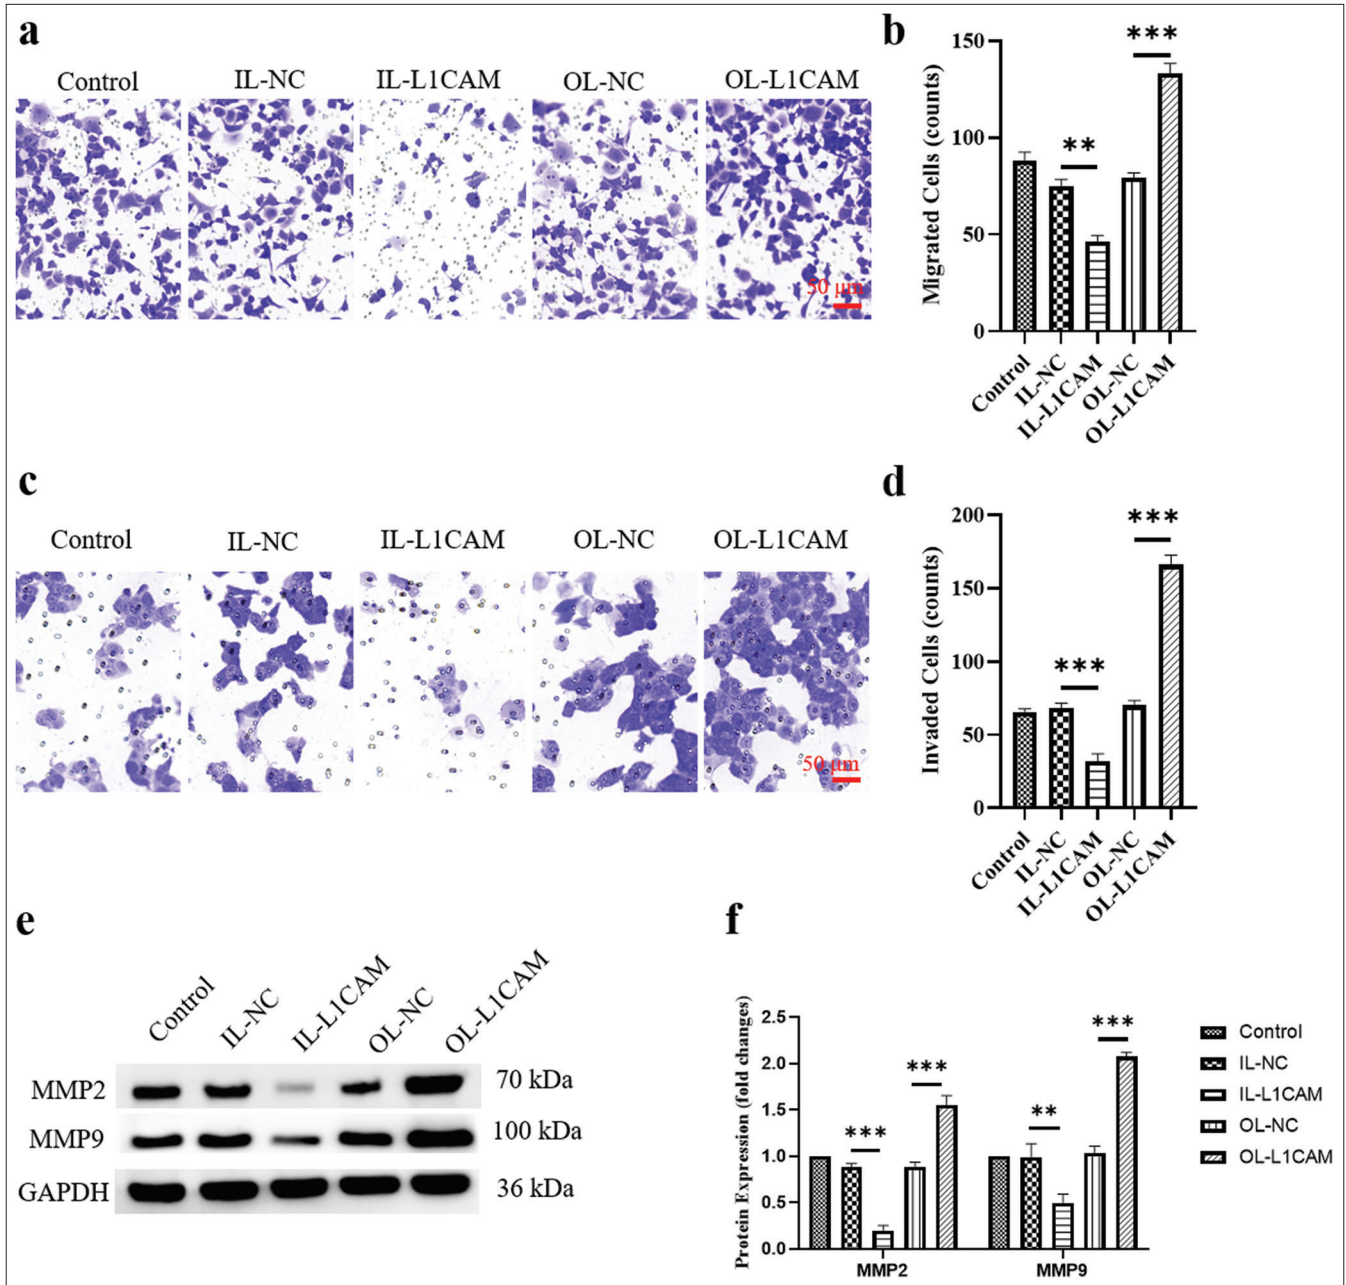 a
Control
IL-NC
IL-L1CAM
OL-NC
OL-L1CAM
50 μm
b
Migrated Cells (counts)
150
100
50
0
**
***
Control
IL-NC
IL-L1CAM
OL-NC
OL-L1CAM
c
Control
IL-NC
IL-L1CAM
OL-NC
OL-L1CAM
50 μm
d
Invaded Cells (counts)
200
150
100
50
0
***
***
Control
IL-NC
IL-L1CAM
OL-NC
OL-L1CAM
e
Control
IL-NC
IL-L1CAM
OL-NC
OL-L1CAM
MMP2
70 kDa
MMP9
100 kDa
GAPDH
36 kDa
f
Protein Expression (fold changes)
2.5
2.0
1.5
1.0
0.5
0.0
***
***
**
***
MMP2
MMP9
Control
IL-NC
IL-L1CAM
OL-NC
OL-L1CAM